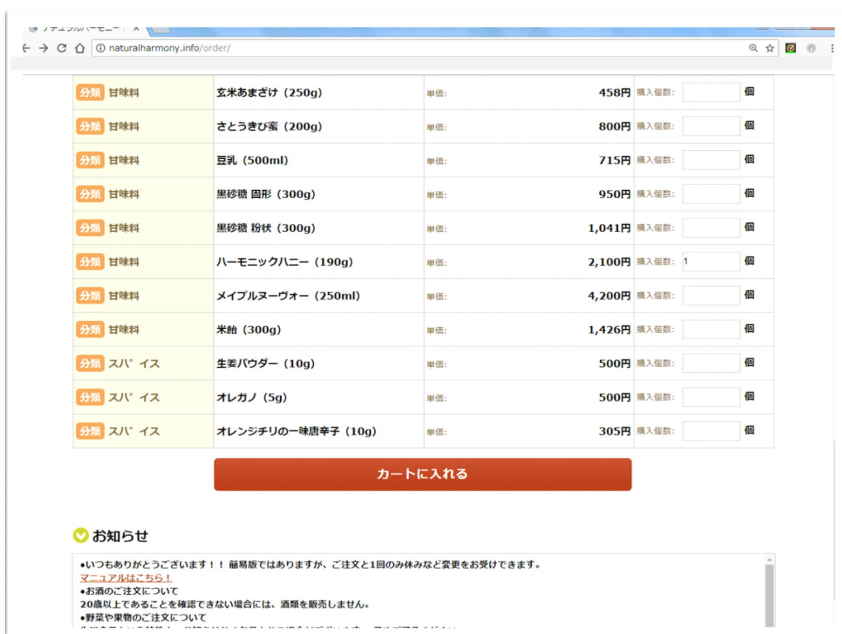 naturalharmony.info/order/
分類 甘味料 玄米あまざけ（250g） 単価: 458円 購入個数: 個
分類 甘味料 さとうきび蜜（200g） 単価: 800円 購入個数: 個
分類 甘味料 豆乳（500ml） 単価: 715円 購入個数: 個
分類 甘味料 黒砂糖 固形（300g） 単価: 950円 購入個数: 個
分類 甘味料 黒砂糖 粉状（300g） 単価: 1,041円 購入個数: 個
分類 甘味料 ハーモニックハニー（190g） 単価: 2,100円 購入個数: 1 個
分類 甘味料 メイプルヌーヴォー（250ml） 単価: 4,200円 購入個数: 個
分類 甘味料 米飴（300g） 単価: 1,426円 購入個数: 個
分類 スパイス 生姜パウダー（10g） 単価: 500円 購入個数: 個
分類 スパイス オレガノ（5g） 単価: 500円 購入個数: 個
分類 スパイス オレンジチリの一味唐辛子（10g） 単価: 305円 購入個数: 個
カートに入れる
お知らせ
•いつもありがとうございます！！ 簡易版ではありますが、ご注文と1回のみ休みなど変更をお受けできます。
マニュアルはこちら！
•お酒のご注文について
20歳以上であることを確認できない場合には、酒類を販売しません。
•野菜や果物のご注文について